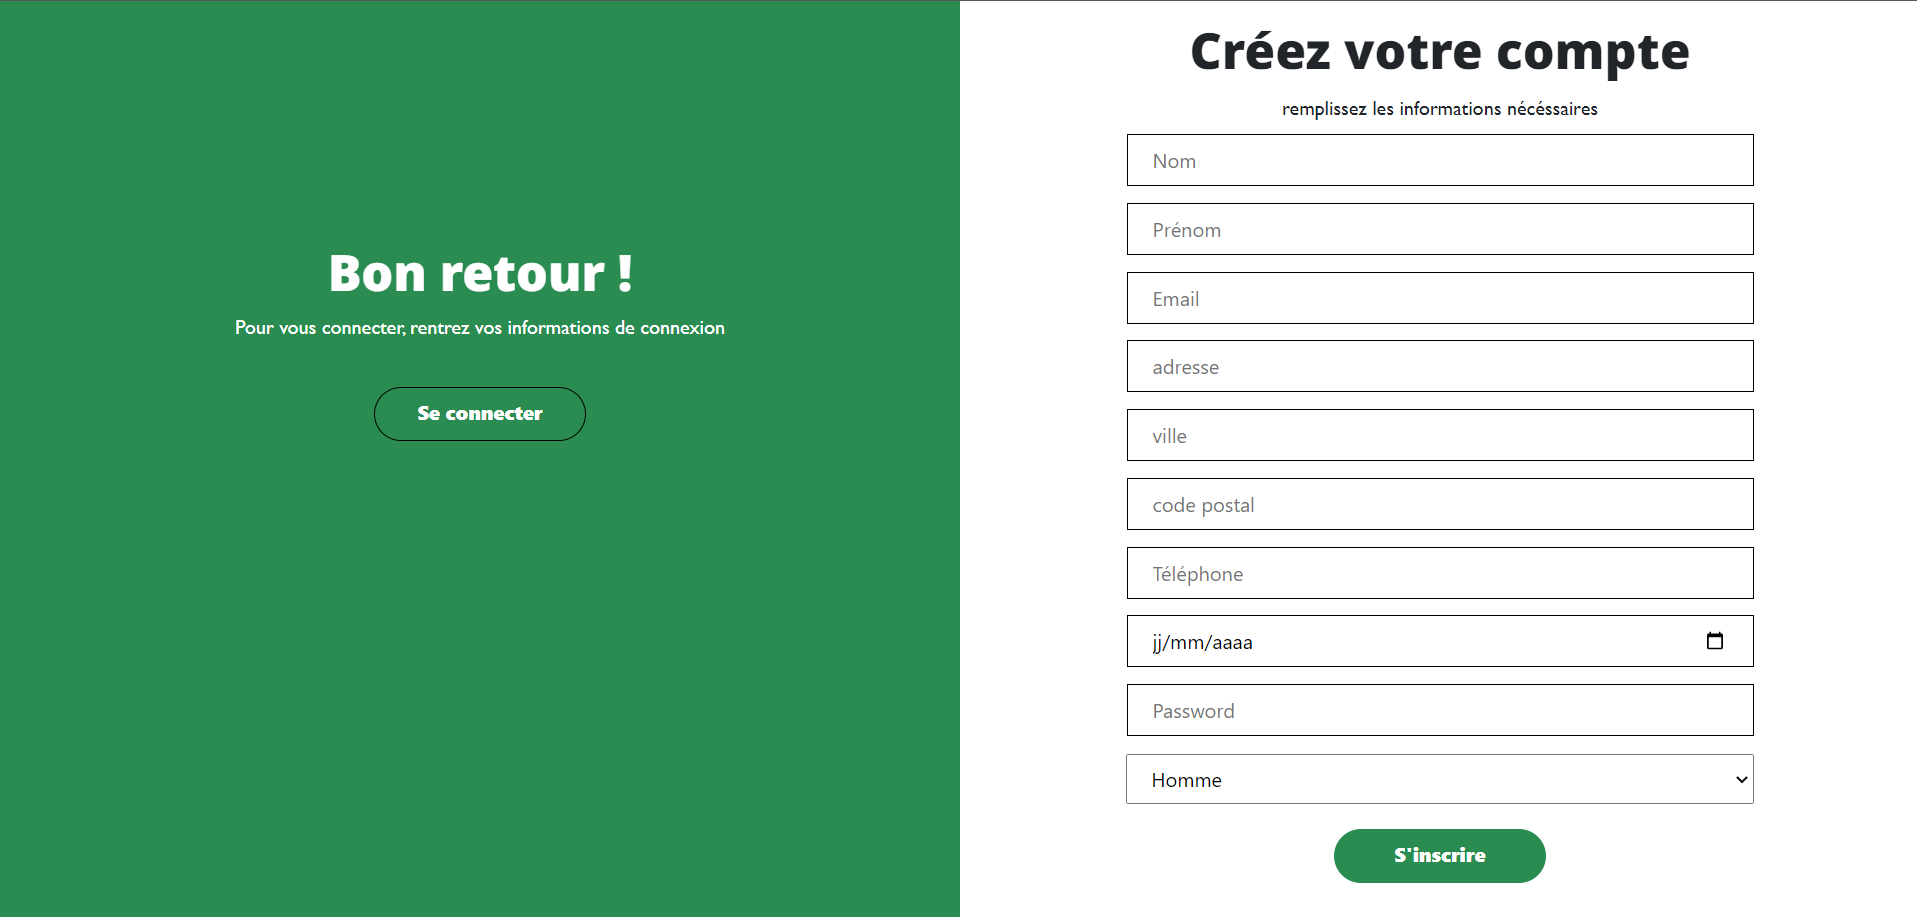 Bon retour !
Pour vous connecter, rentrez vos informations de connexion
Se connecter
Créez votre compte
remplissez les informations nécéssaires
Nom
Prénom
Email
adresse
ville
code postal
Téléphone
jj/mm/aaaa
Password
Homme
S'inscrire